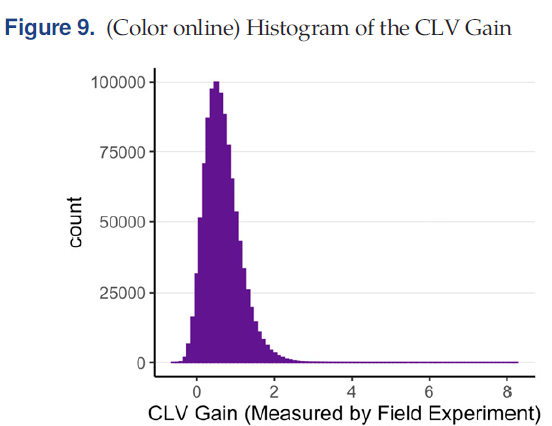 Figure 9. (Color online) Histogram of the CLV Gain
100000
75000
50000
25000
0
count
0 2 4 6 8
CLV Gain (Measured by Field Experiment)